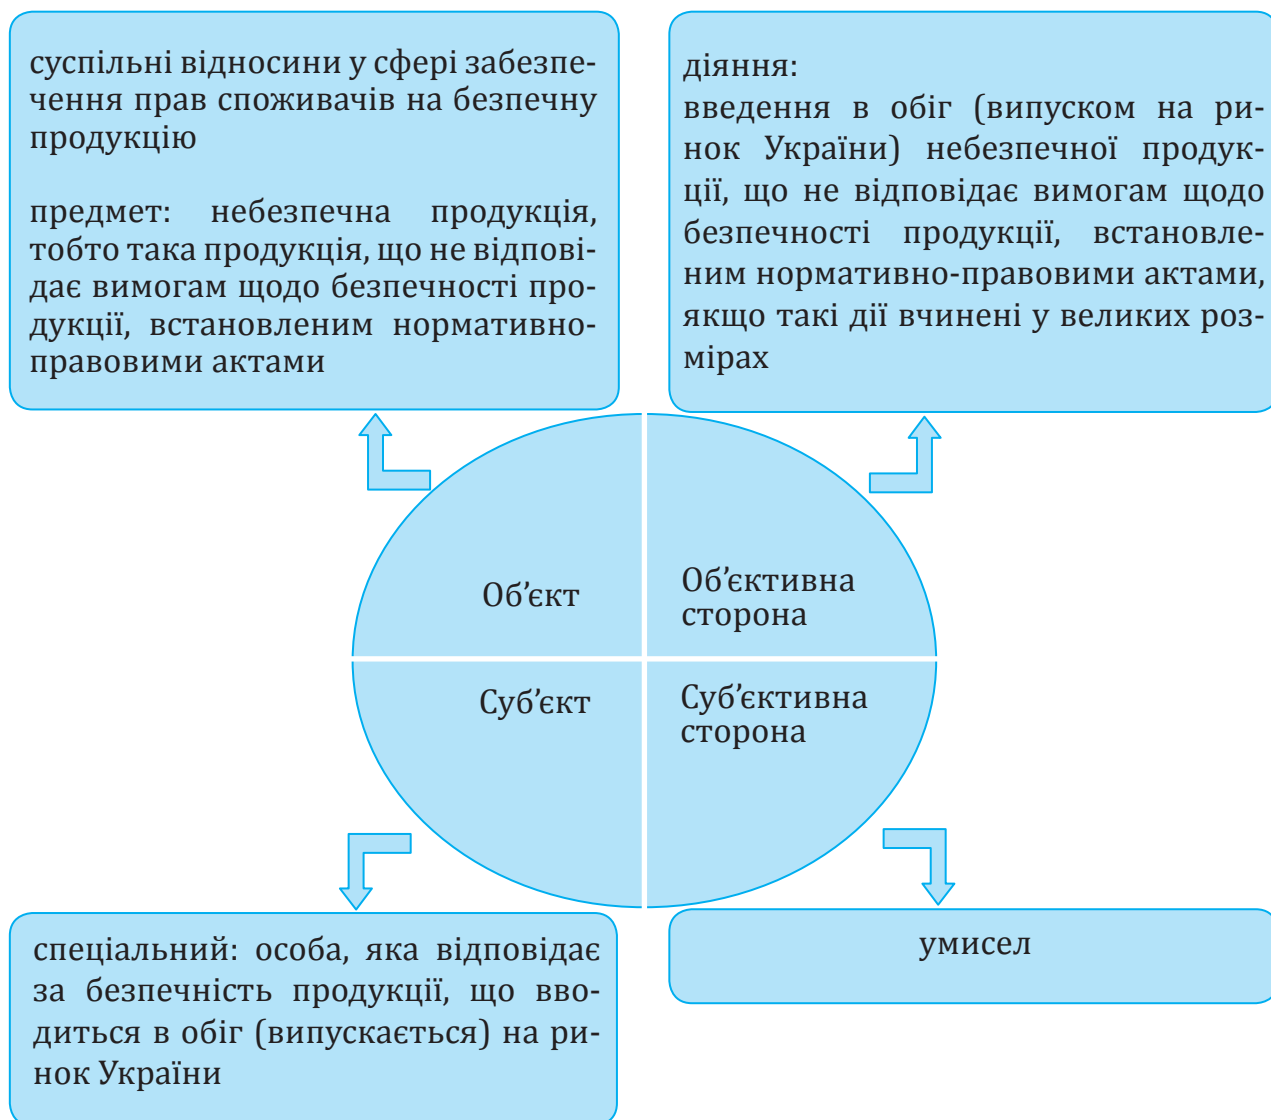 суспільні відносини у сфері забезпе-
чення прав споживачів на безпечну
продукцію
предмет: небезпечна продукція,
тобто така продукція, що не відпові-
дає вимогам щодо безпечності про-
дукції, встановленим нормативно-
правовими актами
діяння:
введення в обіг (випуском на ри-
нок України) небезпечної продук-
ції, що не відповідає вимогам щодо
безпечності продукції, встановле-
ним нормативно-правовими актами,
якщо такі дії вчинені у великих роз-
мірах
Об’єкт
Об’єктивна
сторона
Суб’єкт
Суб’єктивна
сторона
спеціальний: особа, яка відповідає
за безпечність продукції, що вво-
диться в обіг (випускається) на ри-
нок України
умисел